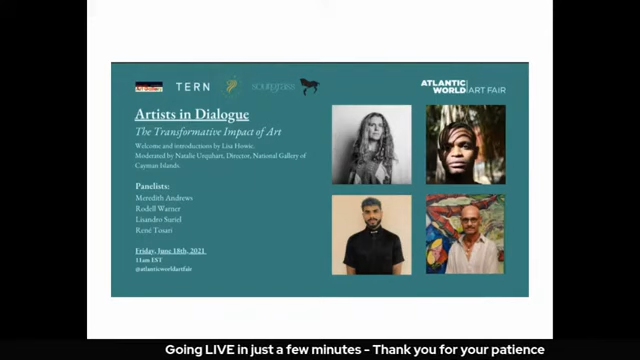 TERN
ATLANTIC
WORLD ART FAIR
Artists in Dialogue
The Transformative Impact of Art
Welcome and introductions by Lisa Howie.
Moderated by Natalie Urquhart, Director, National Gallery of
Cayman Islands.
Panelists:
Meredith Andrews
Rodell Warner
Lisandro Suriel
René Tosari
Friday, June 18th, 2021
11am EST
@atlanticworldartfair
Going LIVE in just a few minutes - Thank you for your patience